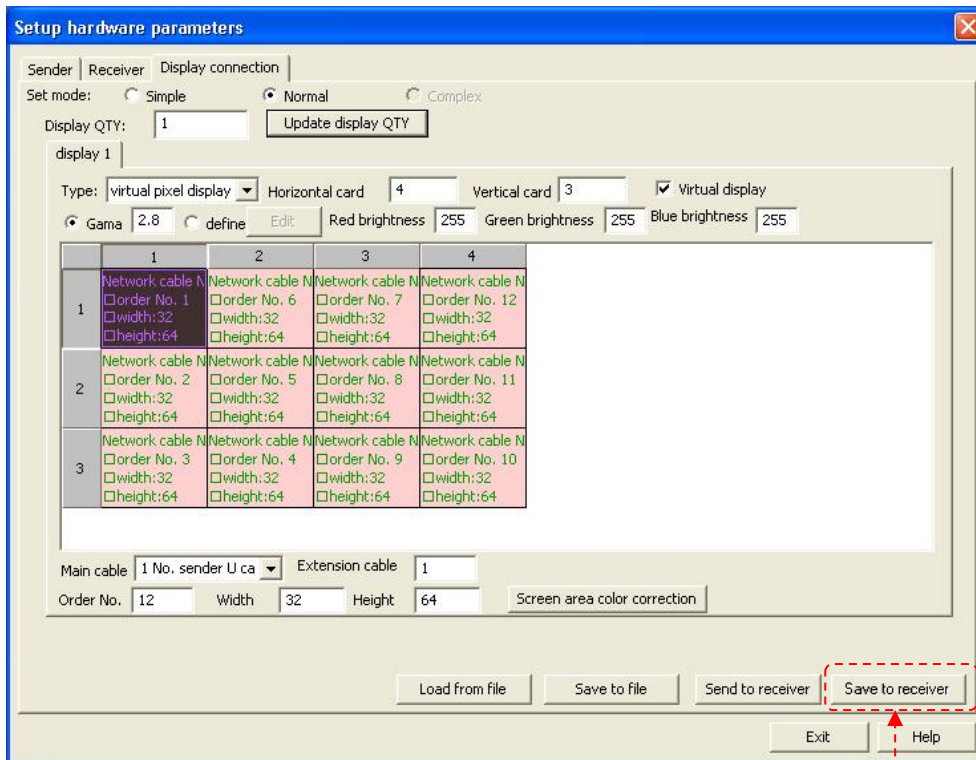 Setup hardware parameters
Sender Receiver Display connection
Set mode: Simple Normal Complex
Display QTY: 1 Update display QTY
display 1
Type: virtual pixel display Horizontal card 4 Vertical card 3 Virtual display
Gama 2.8 define Edit Red brightness 255 Green brightness 255 Blue brightness 255
1 2 3 4
Network cable N Network cable N Network cable N Network cable N
1 □order No. 1 □order No. 6 □order No. 7 □order No. 12
□width:32 □width:32 □width:32 □width:32
□height:64 □height:64 □height:64 □height:64
Network cable N Network cable N Network cable N Network cable N
2 □order No. 2 □order No. 5 □order No. 8 □order No. 11
□width:32 □width:32 □width:32 □width:32
□height:64 □height:64 □height:64 □height:64
Network cable N Network cable N Network cable N Network cable N
3 □order No. 3 □order No. 4 □order No. 9 □order No. 10
□width:32 □width:32 □width:32 □width:32
□height:64 □height:64 □height:64 □height:64
Main cable 1 No. sender U ca Extension cable 1
Order No. 12 Width 32 Height 64 Screen area color correction
Load from file Save to file Send to receiver Save to receiver
Exit Help